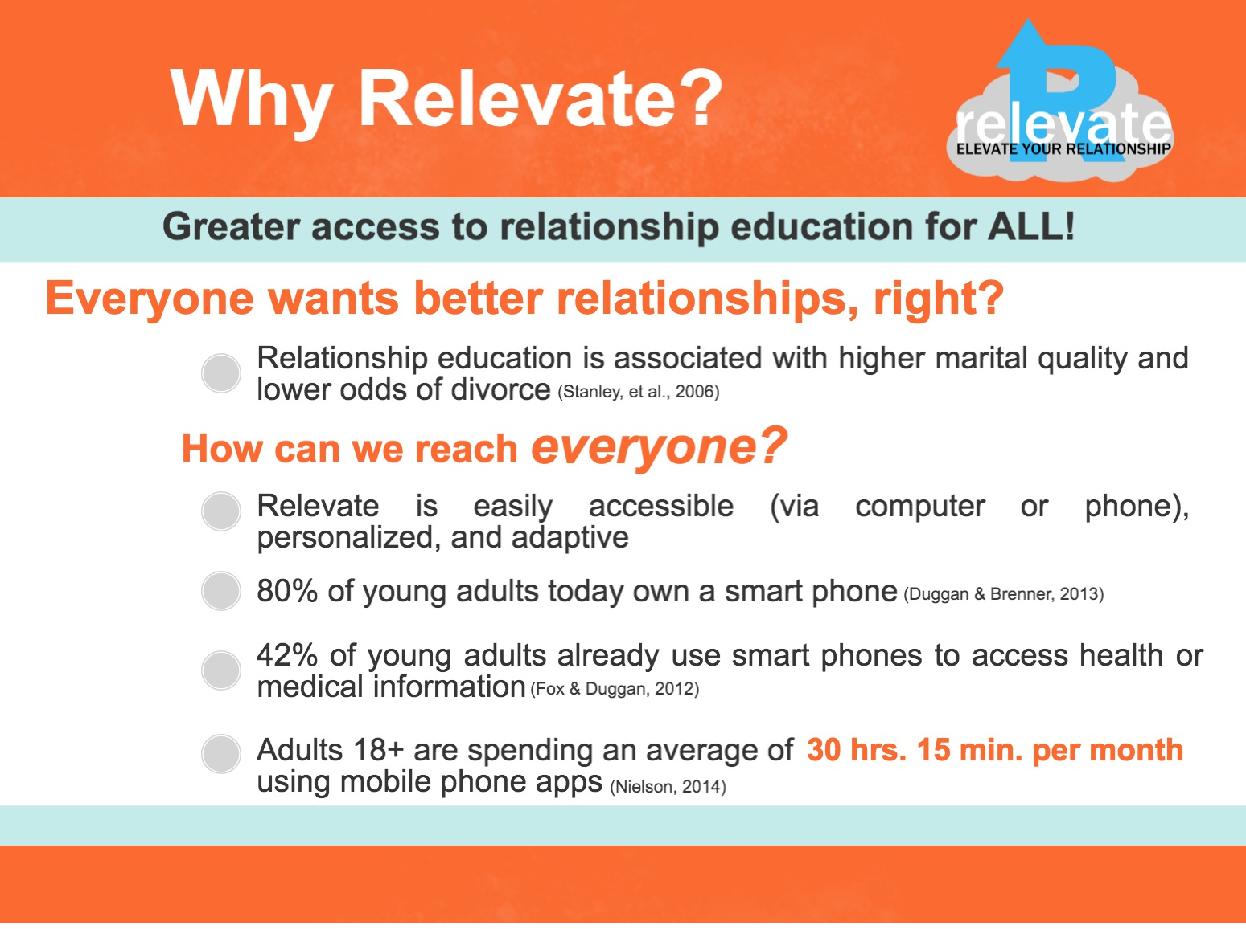 Why Relevate?
relevate
ELEVATE YOUR RELATIONSHIP
Greater access to relationship education for ALL!
Everyone wants better relationships, right?
Relationship education is associated with higher marital quality and
lower odds of divorce (Stanley, et al., 2006)
How can we reach everyone?
Relevate is easily accessible (via computer or phone),
personalized, and adaptive
80% of young adults today own a smart phone (Duggan & Brenner, 2013)
42% of young adults already use smart phones to access health or
medical information (Fox & Duggan, 2012)
Adults 18+ are spending an average of 30 hrs. 15 min. per month
using mobile phone apps (Nielson, 2014)